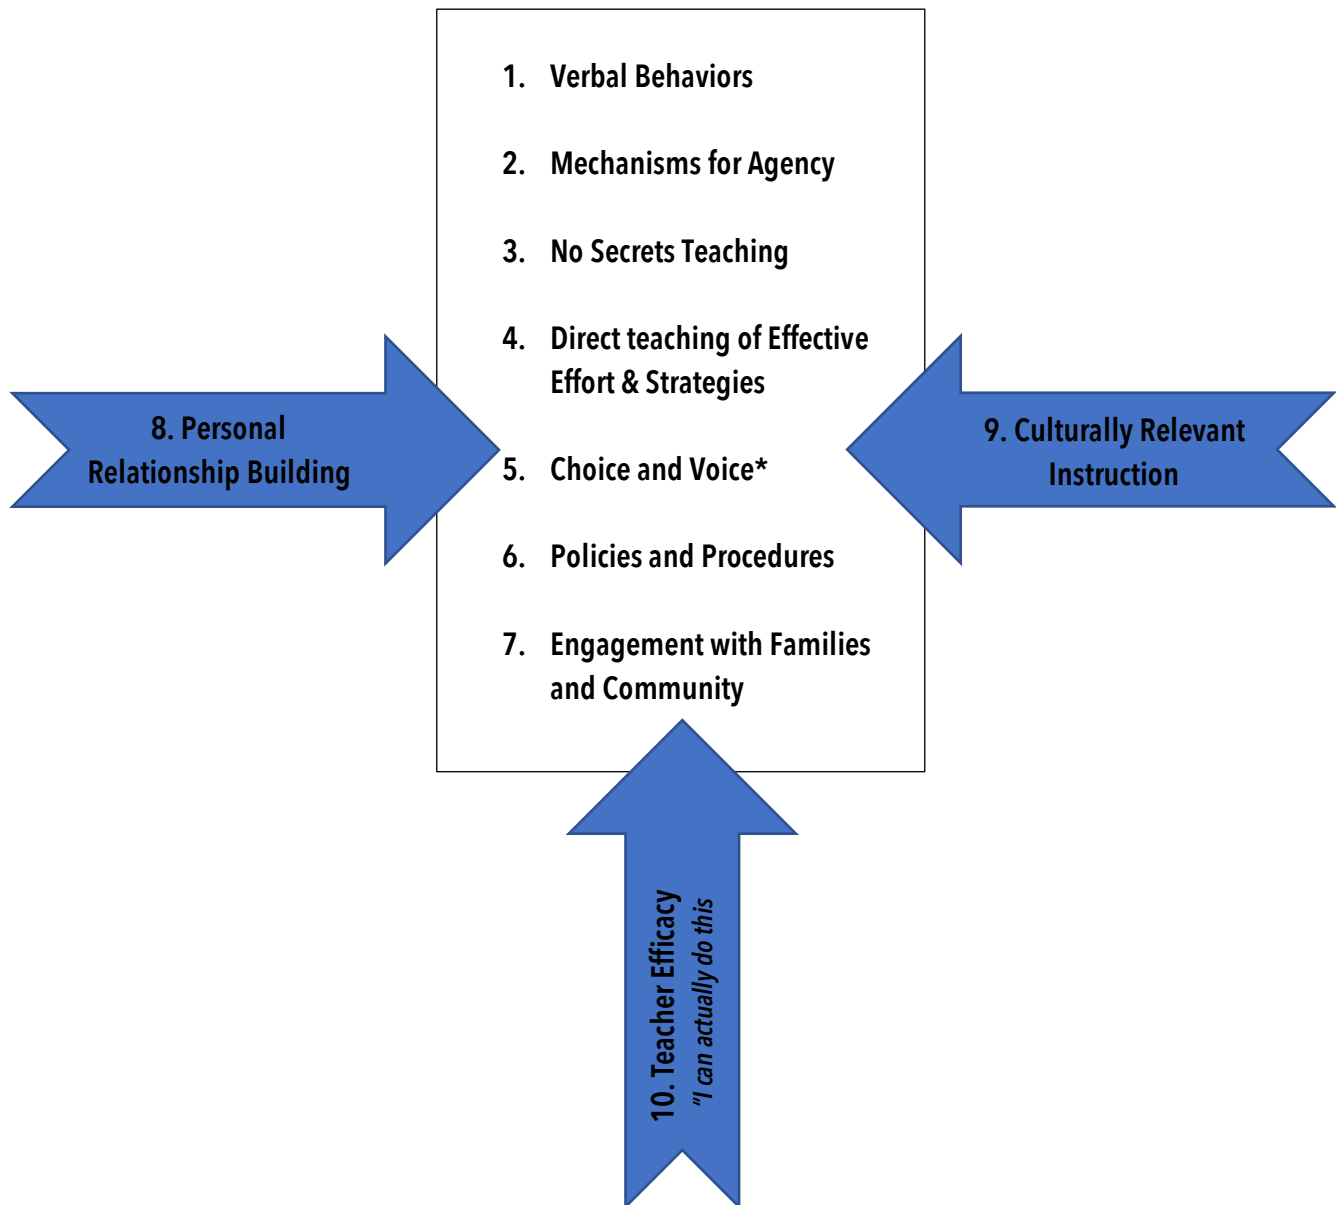 1. Verbal Behaviors
2. Mechanisms for Agency
3. No Secrets Teaching
4. Direct teaching of Effective
Effort & Strategies
5. Choice and Voice*
6. Policies and Procedures
7. Engagement with Families
and Community
8. Personal
Relationship Building
9. Culturally Relevant
Instruction
10. Teacher Efficacy
"I can actually do this